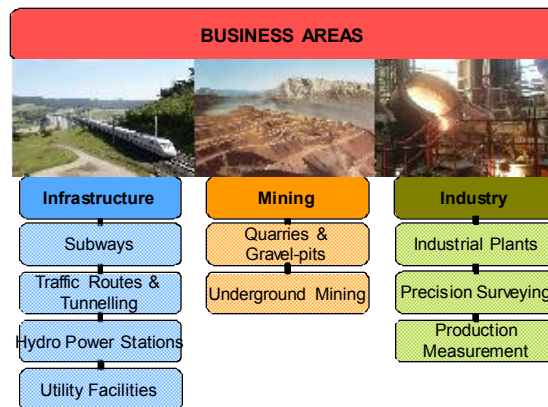 BUSINESS AREAS
Infrastructure
Subways
Traffic Routes &
Tunnelling
Hydro Power Stations
Utility Facilities
Mining
Quarries &
Gravel-pits
Underground Mining
Industry
Industrial Plants
Precision Surveying
Production
Measurement